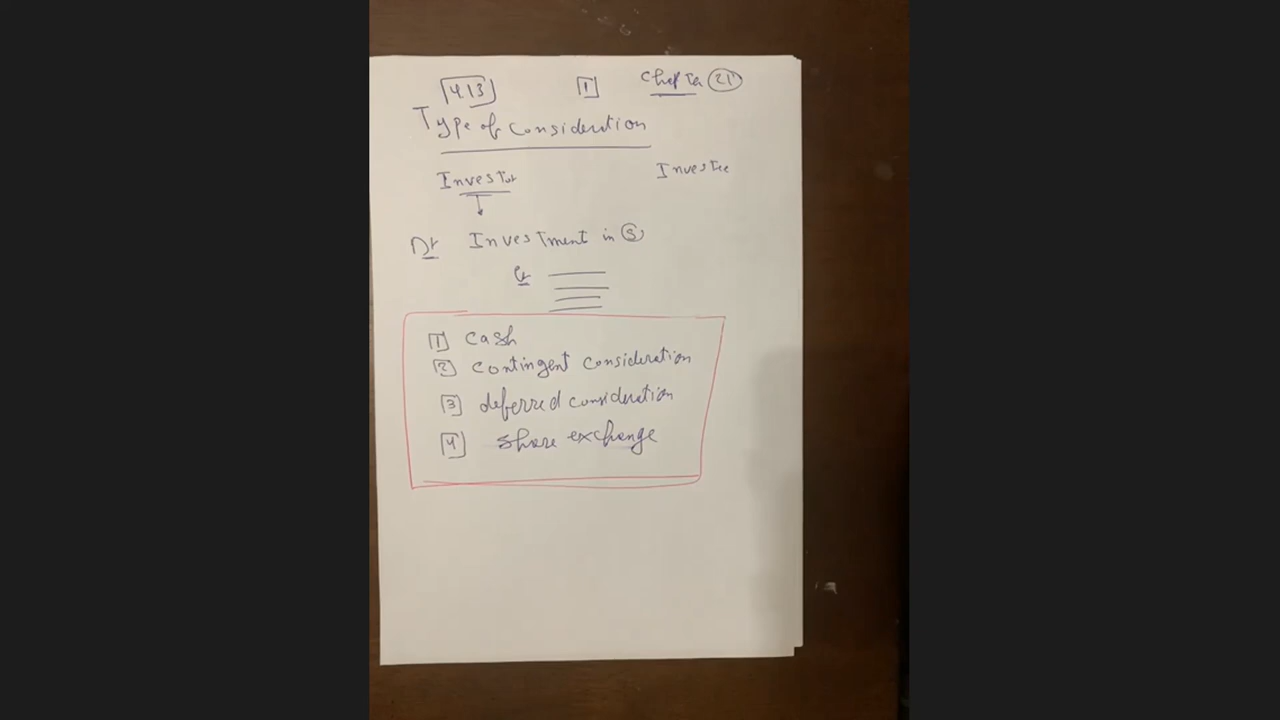 4.13 1 Chapter 21
Type of Consideration
Investor Investee
Dr Investment in S
Cr
1 cash
2 contingent consideration
3 deferred consideration
4 share exchange